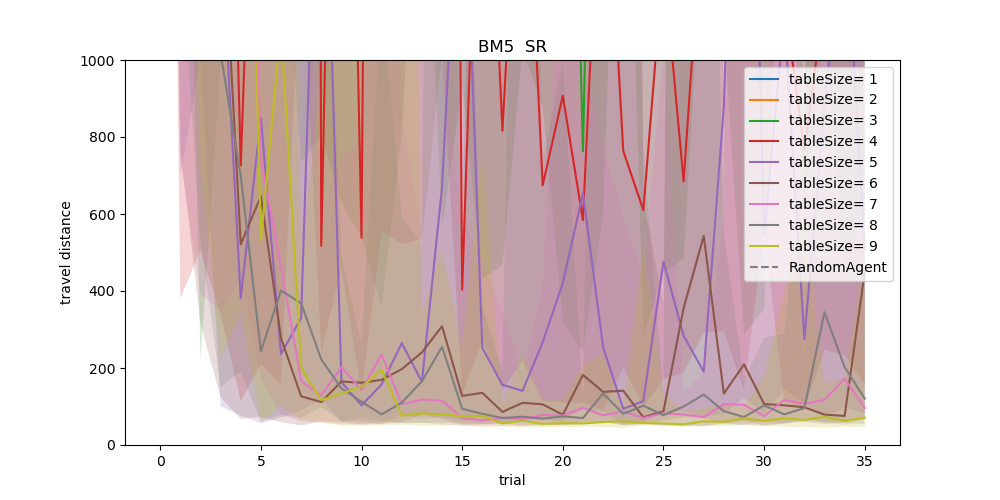 BM5 SR
1000
800
600
400
200
0
travel distance
0 5 10 15 20 25 30 35
trial
tableSize= 1
tableSize= 2
tableSize= 3
tableSize= 4
tableSize= 5
tableSize= 6
tableSize= 7
tableSize= 8
tableSize= 9
RandomAgent